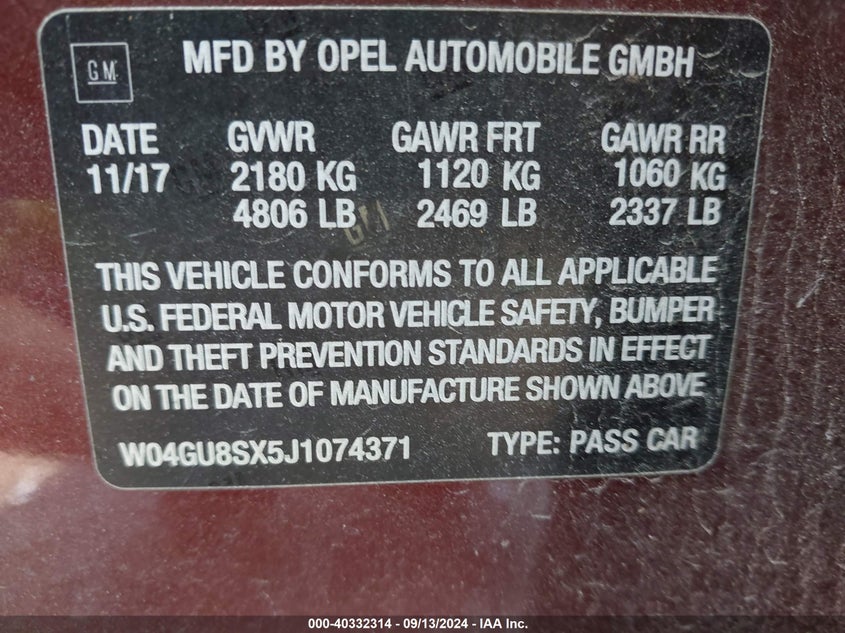 GM
MFD BY OPEL AUTOMOBILE GMBH
DATE GVWR GAWR FRT GAWR RR
11/17 2180 KG 1120 KG 1060 KG
4806 LB 2469 LB 2337 LB
THIS VEHICLE CONFORMS TO ALL APPLICABLE
U.S. FEDERAL MOTOR VEHICLE SAFETY, BUMPER
AND THEFT PREVENTION STANDARDS IN EFFECT
ON THE DATE OF MANUFACTURE SHOWN ABOVE
W04GU8SX5J1074371 TYPE: PASS CAR
000-40332314 - 09/13/2024 - IAA Inc.